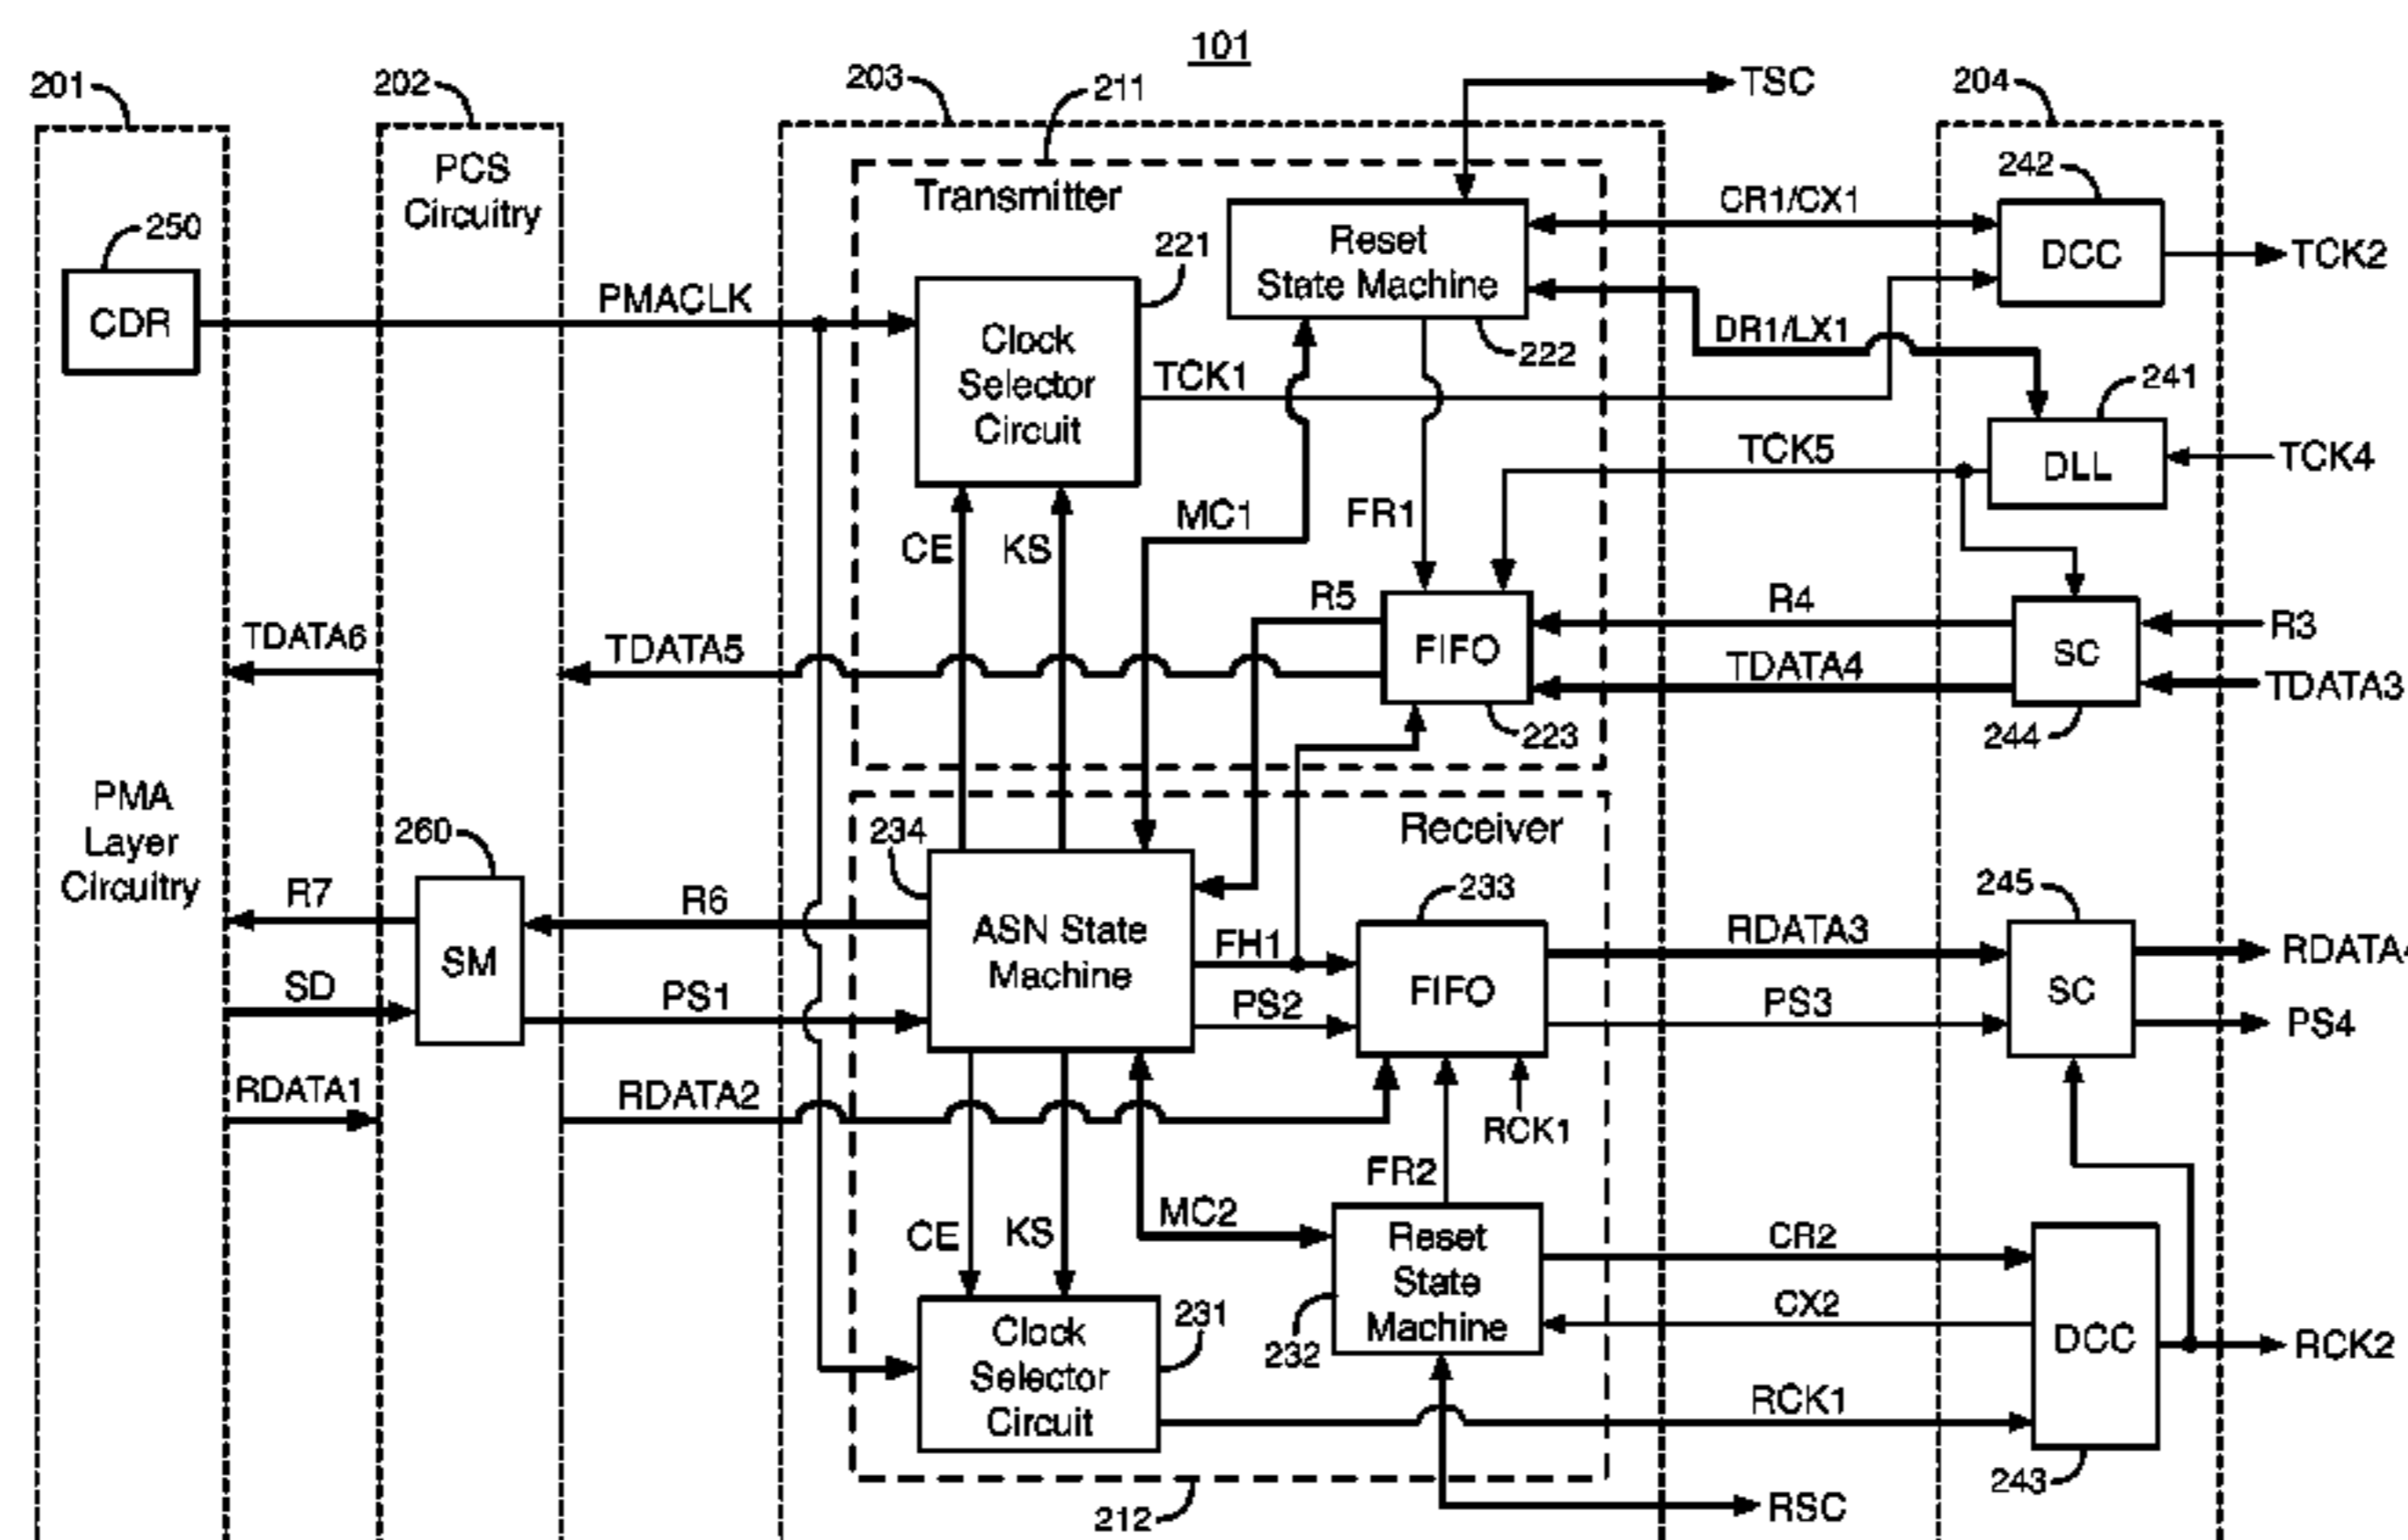 101
201
202
203
211
TSC
204
PCS
Circuitry
Transmitter
242
250
CDR
PMACLK
221
Clock
Selector
Circuit
Reset
State Machine
222
CR1/CX1
DCC
TCK2
DR1/LX1
TCK1
241
DLL
TCK4
TCK5
CE
KS
MC1
FR1
R5
FIFO
R4
R3
SC
TDATA6
TDATA5
TDATA4
TDATA3
223
244
PMA
Layer
Circuitry
260
234
Receiver
233
245
R7
SM
R6
ASN State
Machine
FH1
FIFO
RDATA3
SC
SD
PS1
PS2
PS3
PS4
RDATA1
RDATA2
RCK1
FR2
CE
KS
MC2
Reset
State
Machine
232
CR2
CX2
DCC
RCK2
Clock
Selector
Circuit
231
RCK1
243
212
RSC